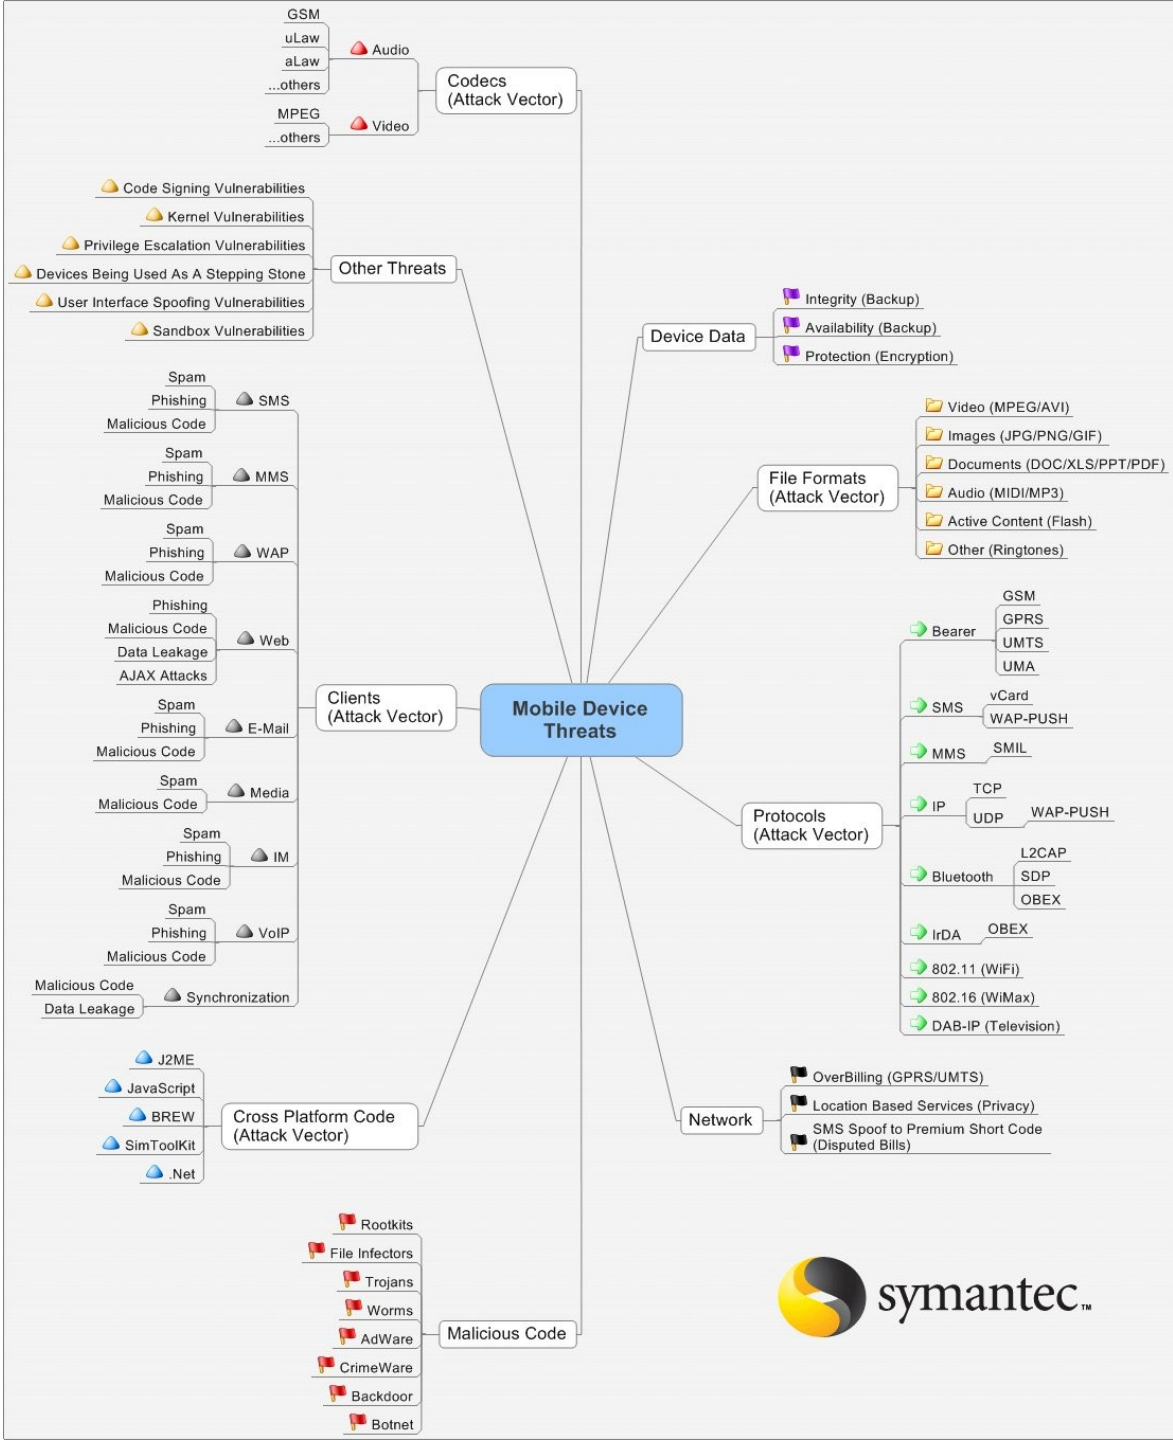 GSM
uLaw
aLaw
...others
Audio
MPEG
...others
Video
Codecs
(Attack Vector)
Code Signing Vulnerabilities
Kernel Vulnerabilities
Privilege Escalation Vulnerabilities
Devices Being Used As A Stepping Stone
User Interface Spoofing Vulnerabilities
Sandbox Vulnerabilities
Other Threats
Spam
Phishing
Malicious Code
SMS
Spam
Phishing
Malicious Code
MMS
Spam
Phishing
Malicious Code
WAP
Phishing
Malicious Code
Data Leakage
AJAX Attacks
Web
Spam
Phishing
Malicious Code
E-Mail
Spam
Malicious Code
Media
Spam
Phishing
Malicious Code
IM
Spam
Phishing
Malicious Code
VoIP
Malicious Code
Data Leakage
Synchronization
Clients
(Attack Vector)
J2ME
JavaScript
BREW
SimToolKit
.Net
Cross Platform Code
(Attack Vector)
Rootkits
File Infectors
Trojans
Worms
AdWare
CrimeWare
Backdoor
Botnet
Malicious Code
Mobile Device
Threats
Device Data
Integrity (Backup)
Availability (Backup)
Protection (Encryption)
File Formats
(Attack Vector)
Video (MPEG/AVI)
Images (JPG/PNG/GIF)
Documents (DOC/XLS/PPT/PDF)
Audio (MIDI/MP3)
Active Content (Flash)
Other (Ringtones)
Protocols
(Attack Vector)
Bearer
GSM
GPRS
UMTS
UMA
SMS
vCard
WAP-PUSH
MMS
SMIL
IP
TCP
UDP
WAP-PUSH
Bluetooth
L2CAP
SDP
OBEX
IrDA
OBEX
802.11 (WiFi)
802.16 (WiMax)
DAB-IP (Television)
Network
OverBilling (GPRS/UMTS)
Location Based Services (Privacy)
SMS Spoof to Premium Short Code
(Disputed Bills)
symantec™